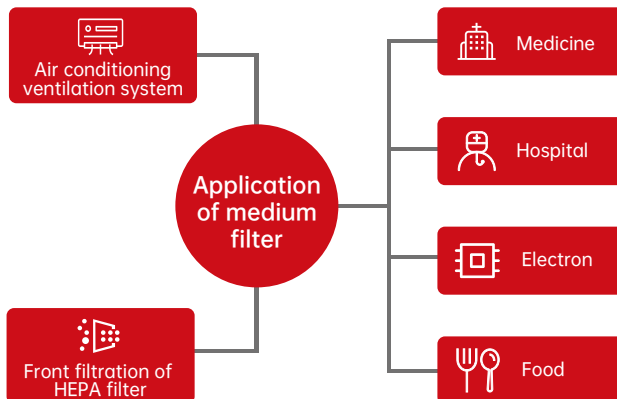 Air conditioning
ventilation system
Application
of medium
filter
Front filtration of
HEPA filter
Medicine
Hospital
Electron
Food